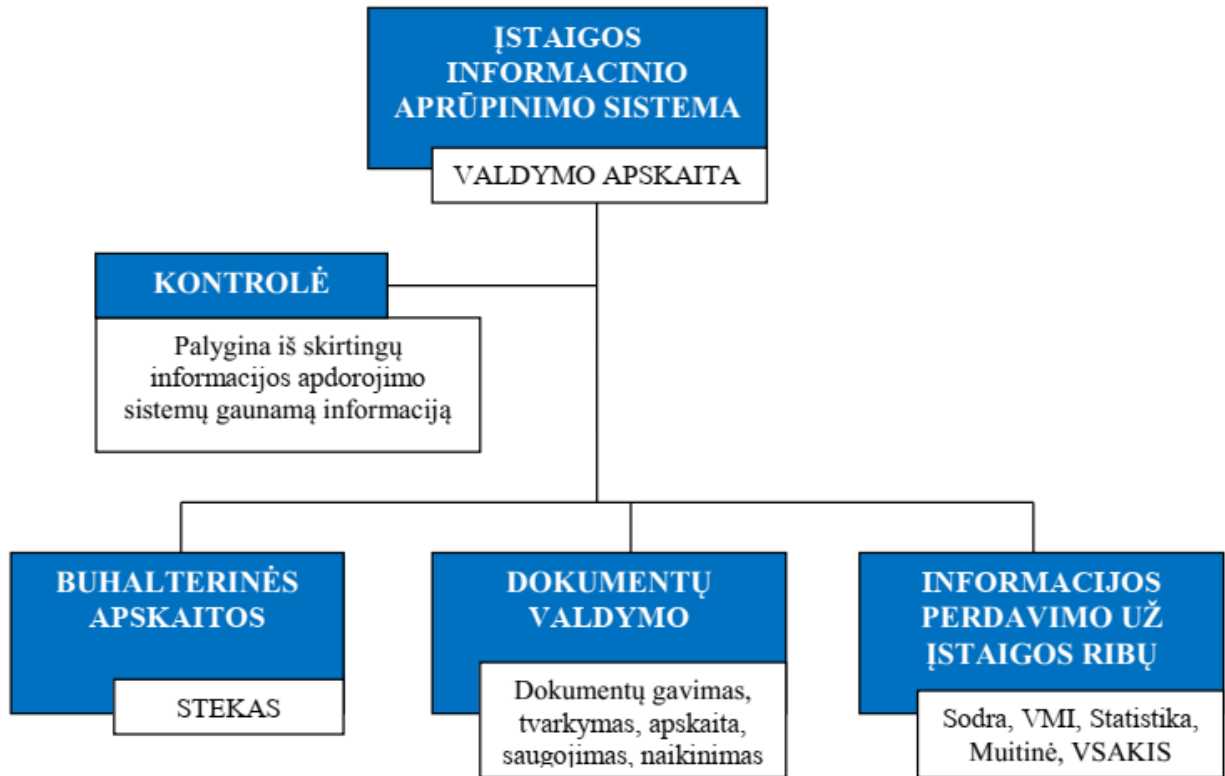 ĮSTAIGOS
INFORMACINIO
APRŪPINIMO SISTEMA
VALDYMO APSKAITA
KONTROLĖ
Palygina iš skirtingų
informacijos apdorojimo
sistemų gaunamą informaciją
BUHALTERINĖS
APSKAITOS
STEKAS
DOKUMENTŲ
VALDYMO
Dokumentų gavimas,
tvarkymas, apskaita,
saugojimas, naikinimas
INFORMACIJOS
PERDAVIMO UŽ
ĮSTAIGOS RIBŲ
Sodra, VMI, Statistika,
Muitinė, VSAKIS